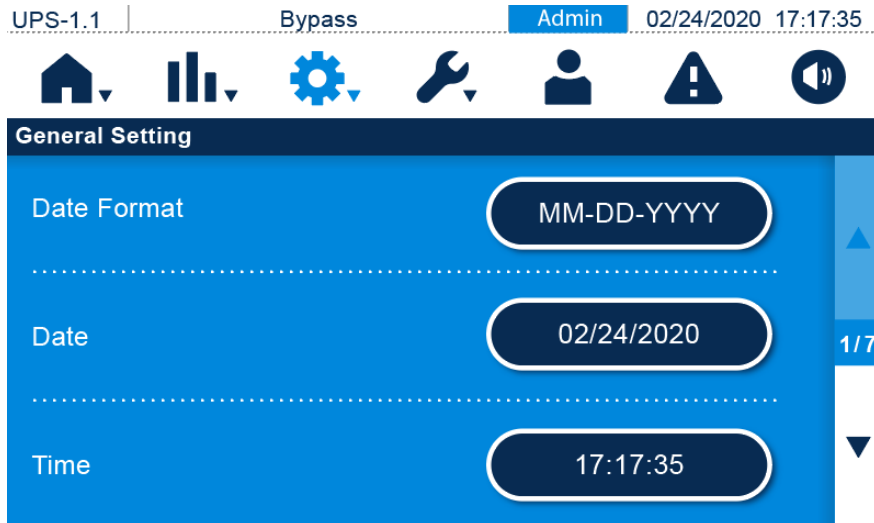 UPS-1.1 Bypass Admin 02/24/2020 17:17:35
General Setting
Date Format MM-DD-YYYY
Date 02/24/2020
1/7
Time 17:17:35